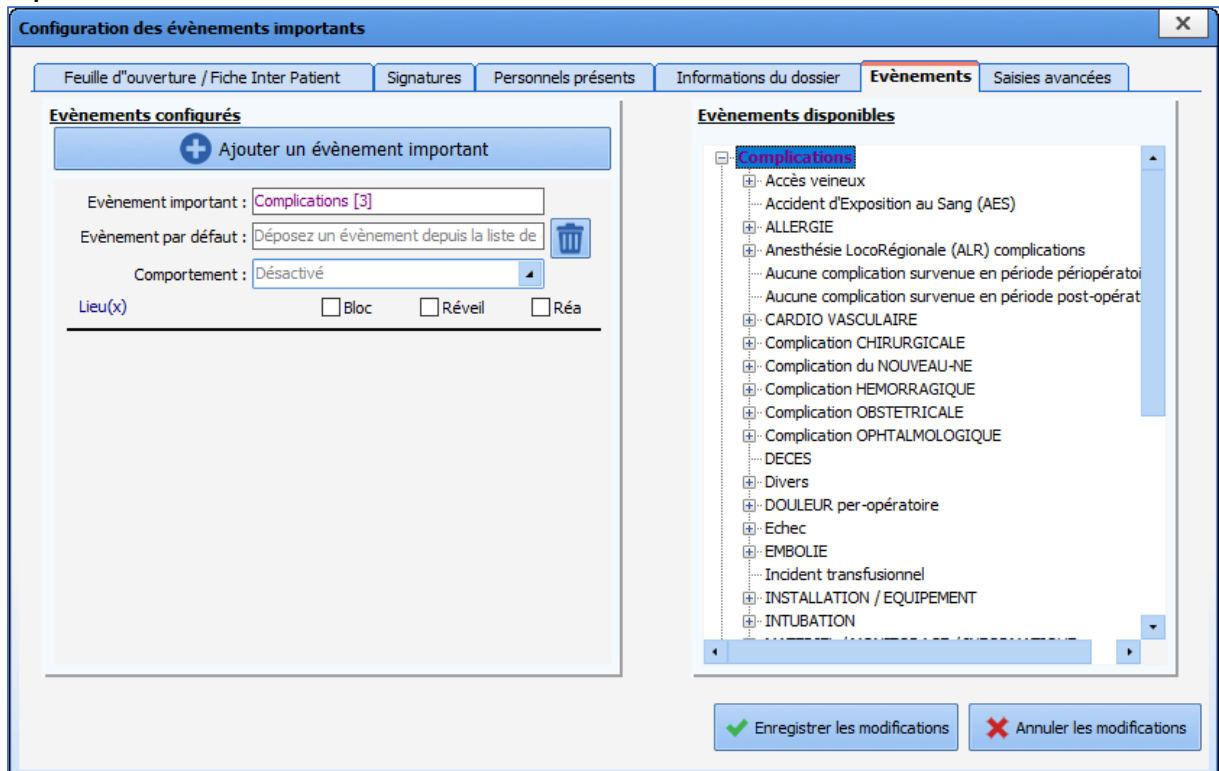 Configuration des évènements importants
X
Feuille d"ouverture / Fiche Inter Patient
Signatures
Personnels présents
Informations du dossier
Evènements
Saisies avancées
Evènements configurés
Ajouter un évènement important
Evènement important : Complications [3]
Evènement par défaut : Déposez un évènement depuis la liste de
Comportement : Désactivé
Lieu(x) Bloc Réveil Réa
Evènements disponibles
Complications
Accès veineux
Accident d'Exposition au Sang (AES)
ALLERGIE
Anesthésie LocoRégionale (ALR) complications
Aucune complication survenue en période périopératoi
Aucune complication survenue en période post-opérat
CARDIO VASCULAIRE
Complication CHIRURGICALE
Complication du NOUVEAU-NE
Complication HEMORRAGIQUE
Complication OBSTETRICALE
Complication OPHTALMOLOGIQUE
DECES
Divers
DOULEUR per-opératoire
Echec
EMBOLIE
Incident transfusionnel
INSTALLATION / EQUIPEMENT
INTUBATION
Enregistrer les modifications
Annuler les modifications